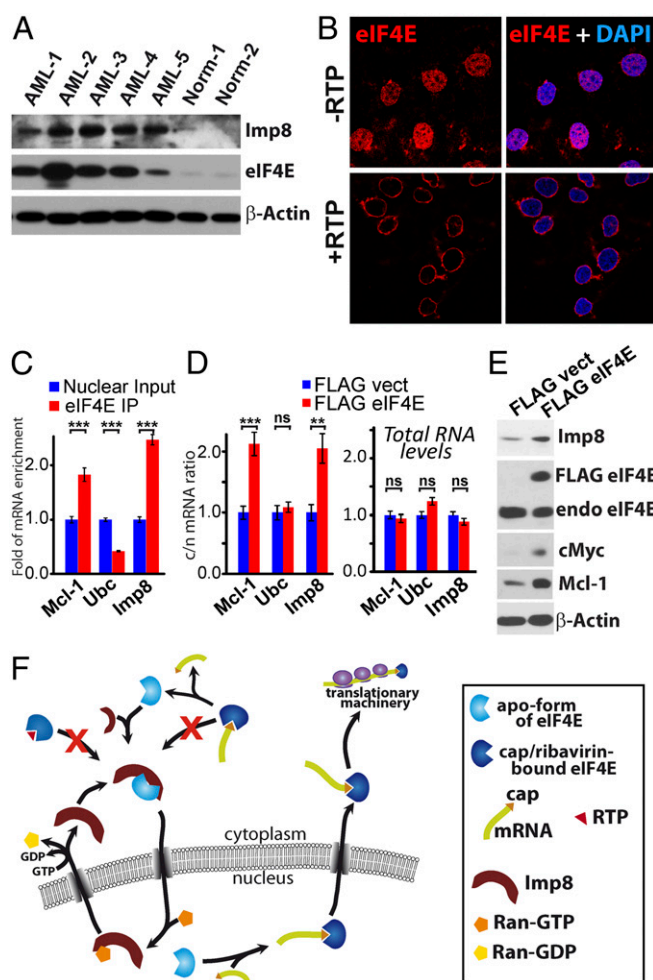 A
AML-1
AML-2
AML-3
AML-4
AML-5
Norm-1
Norm-2
Imp8
eIF4E
β-Actin
B
eIF4E
eIF4E + DAPI
-RTP
+RTP
C
Nuclear Input
eIF4E IP
Fold of mRNA enrichment
2.0
1.0
0.0
***
***
***
Mcl-1
Ubc
Imp8
D
FLAG vect
FLAG eIF4E
c/n mRNA ratio
2.0
1.0
0.0
***
ns
**
Mcl-1
Ubc
Imp8
Total RNA
levels
2.0
1.0
0.0
ns
ns
ns
Mcl-1
Ubc
Imp8
E
FLAG vect
FLAG eIF4E
Imp8
FLAG eIF4E
endo eIF4E
cMyc
Mcl-1
β-Actin
F
translationary
machinery
cytoplasm
nucleus
GDP
GTP
apo-form
of eIF4E
cap/ribavirin-
bound eIF4E
cap
mRNA
RTP
Imp8
Ran-GTP
Ran-GDP